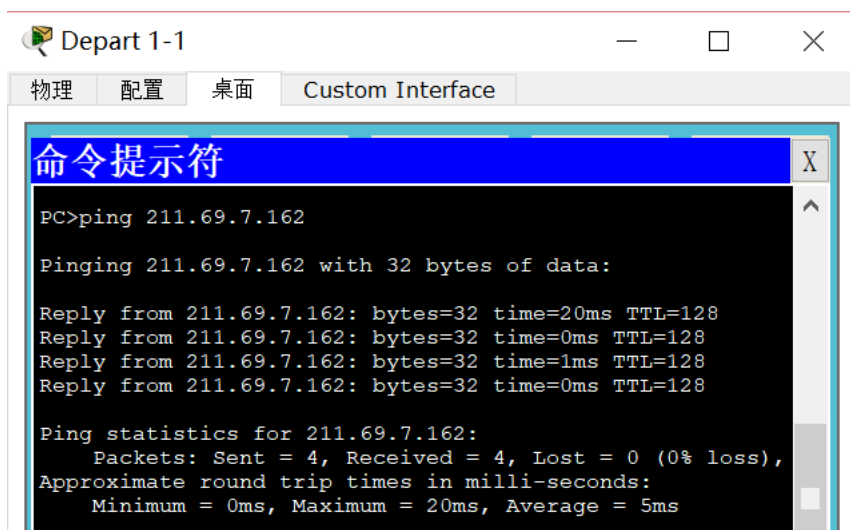 Depart 1-1
物理 配置 桌面 Custom Interface
命令提示符 X
PC>ping 211.69.7.162
Pinging 211.69.7.162 with 32 bytes of data:
Reply from 211.69.7.162: bytes=32 time=20ms TTL=128
Reply from 211.69.7.162: bytes=32 time=0ms TTL=128
Reply from 211.69.7.162: bytes=32 time=1ms TTL=128
Reply from 211.69.7.162: bytes=32 time=0ms TTL=128
Ping statistics for 211.69.7.162:
Packets: Sent = 4, Received = 4, Lost = 0 (0% loss),
Approximate round trip times in milli-seconds:
Minimum = 0ms, Maximum = 20ms, Average = 5ms